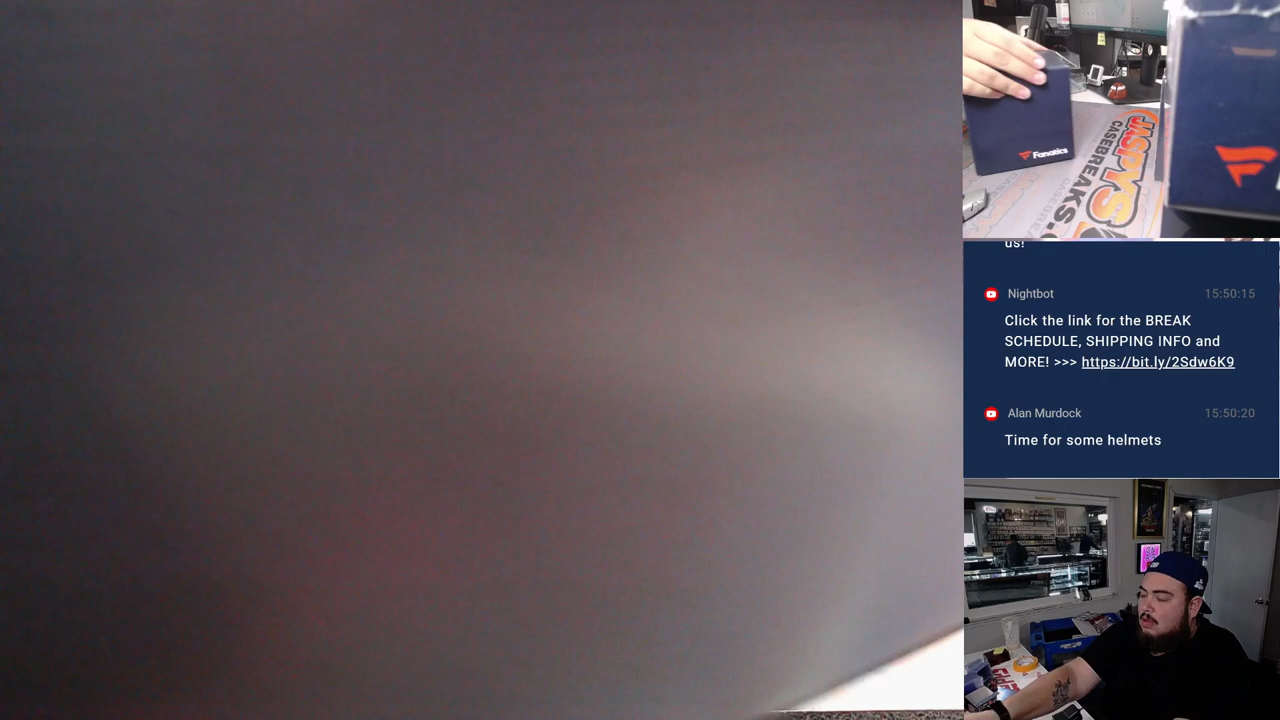 Fanatics
JASPY'S
CASEBREAKS.
us!
Nightbot
15:50:15
Click the link for the BREAK
SCHEDULE, SHIPPING INFO and
MORE! >>> https://bit.ly/2Sdw6K9
Alan Murdock
15:50:20
Time for some helmets